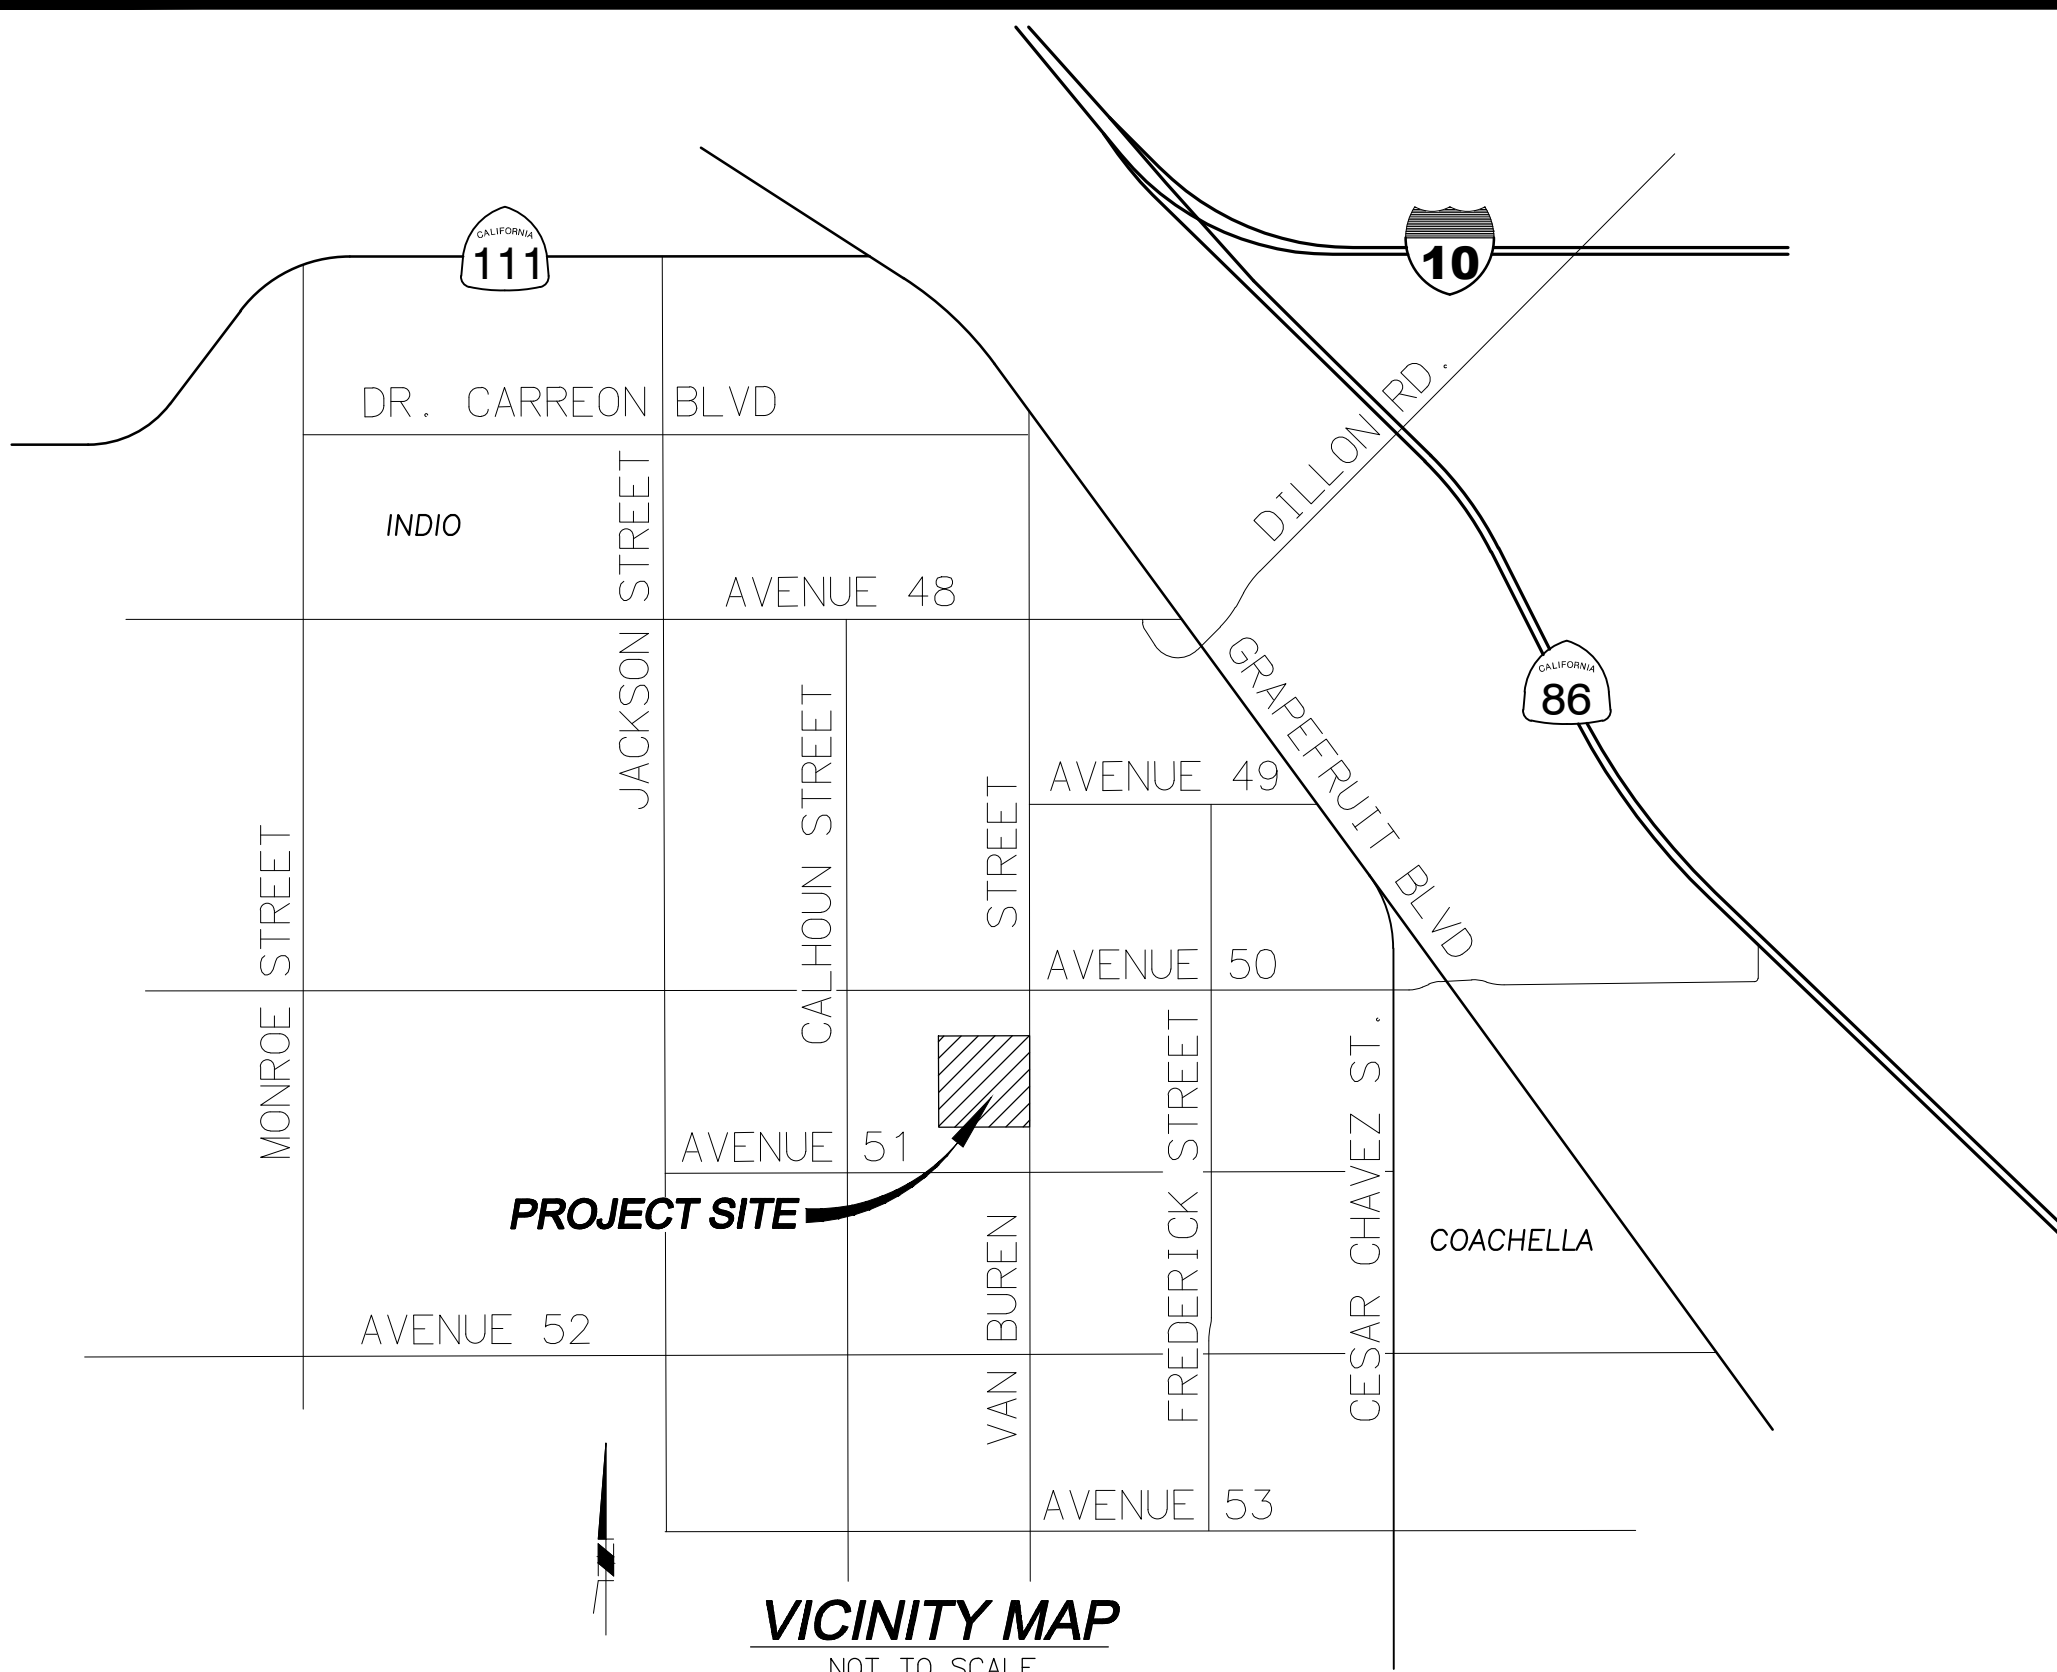 CALIFORNIA
111
10
DR. CARREON BLVD
DILLON RD.
INDIO
JACKSON STREET
AVENUE 48
GRAPEFRUIT BLVD
CALIFORNIA
86
CALHOUN STREET
AVENUE 49
MONROE STREET
VAN BUREN STREET
AVENUE 50
FREDERICK STREET
CESAR CHAVEZ ST.
AVENUE 51
PROJECT SITE
COACHELLA
AVENUE 52
AVENUE 53
N
VICINITY MAP
NOT TO SCALE